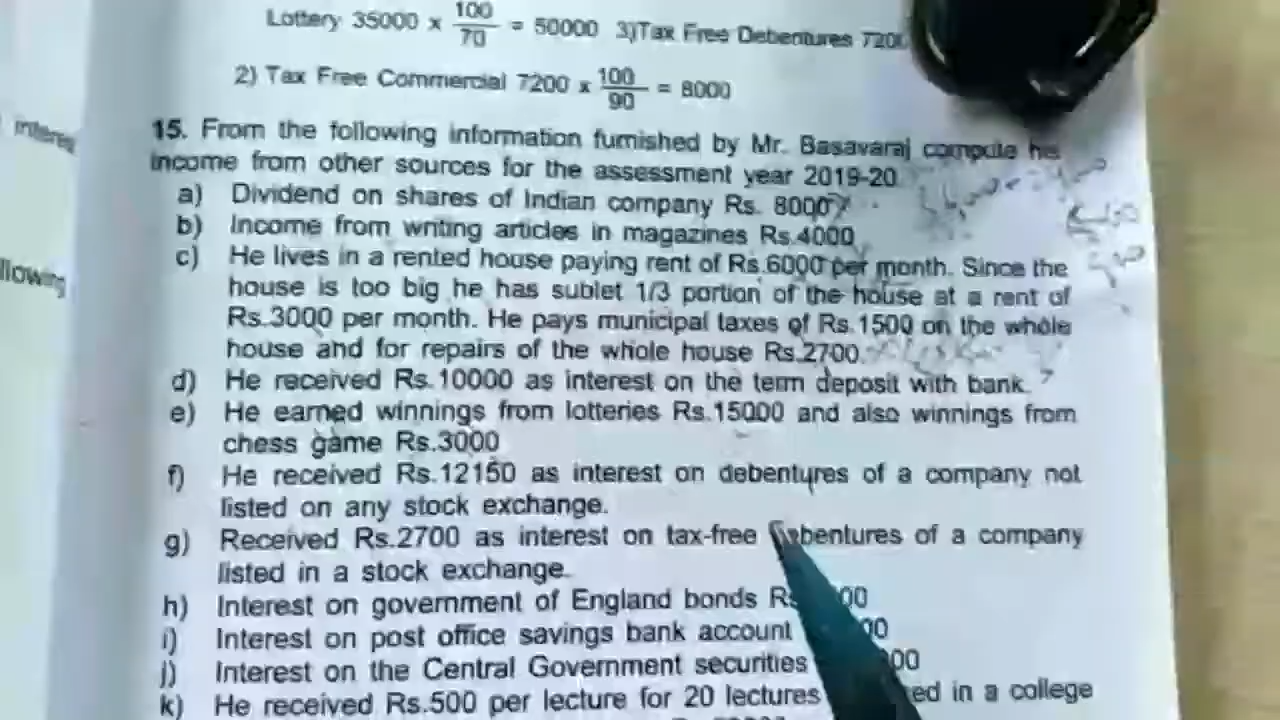 interes
llowing
Lottery 35000 x 100/70 = 50000 3)Tax Free Debentures 720
2) Tax Free Commercial 7200 x 100/90 = 8000
15. From the following information furnished by Mr. Basavaraj compute his
income from other sources for the assessment year 2019-20
a) Dividend on shares of Indian company Rs. 8000
b) Income from writing articles in magazines Rs.4000
c) He lives in a rented house paying rent of Rs.6000 per month. Since the
house is too big he has sublet 1/3 portion of the house at a rent of
Rs.3000 per month. He pays municipal taxes of Rs.1500 on the whole
house and for repairs of the whole house Rs.2700.
d) He received Rs.10000 as interest on the term deposit with bank.
e) He earned winnings from lotteries Rs.15000 and also winnings from
chess game Rs.3000
f) He received Rs.12150 as interest on debentures of a company not
listed on any stock exchange.
g) Received Rs.2700 as interest on tax-free debentures of a company
listed in a stock exchange.
h) Interest on government of England bonds Rs 00
i) Interest on post office savings bank account 00
j) Interest on the Central Government securities 000
k) He received Rs.500 per lecture for 20 lectures ed in a college